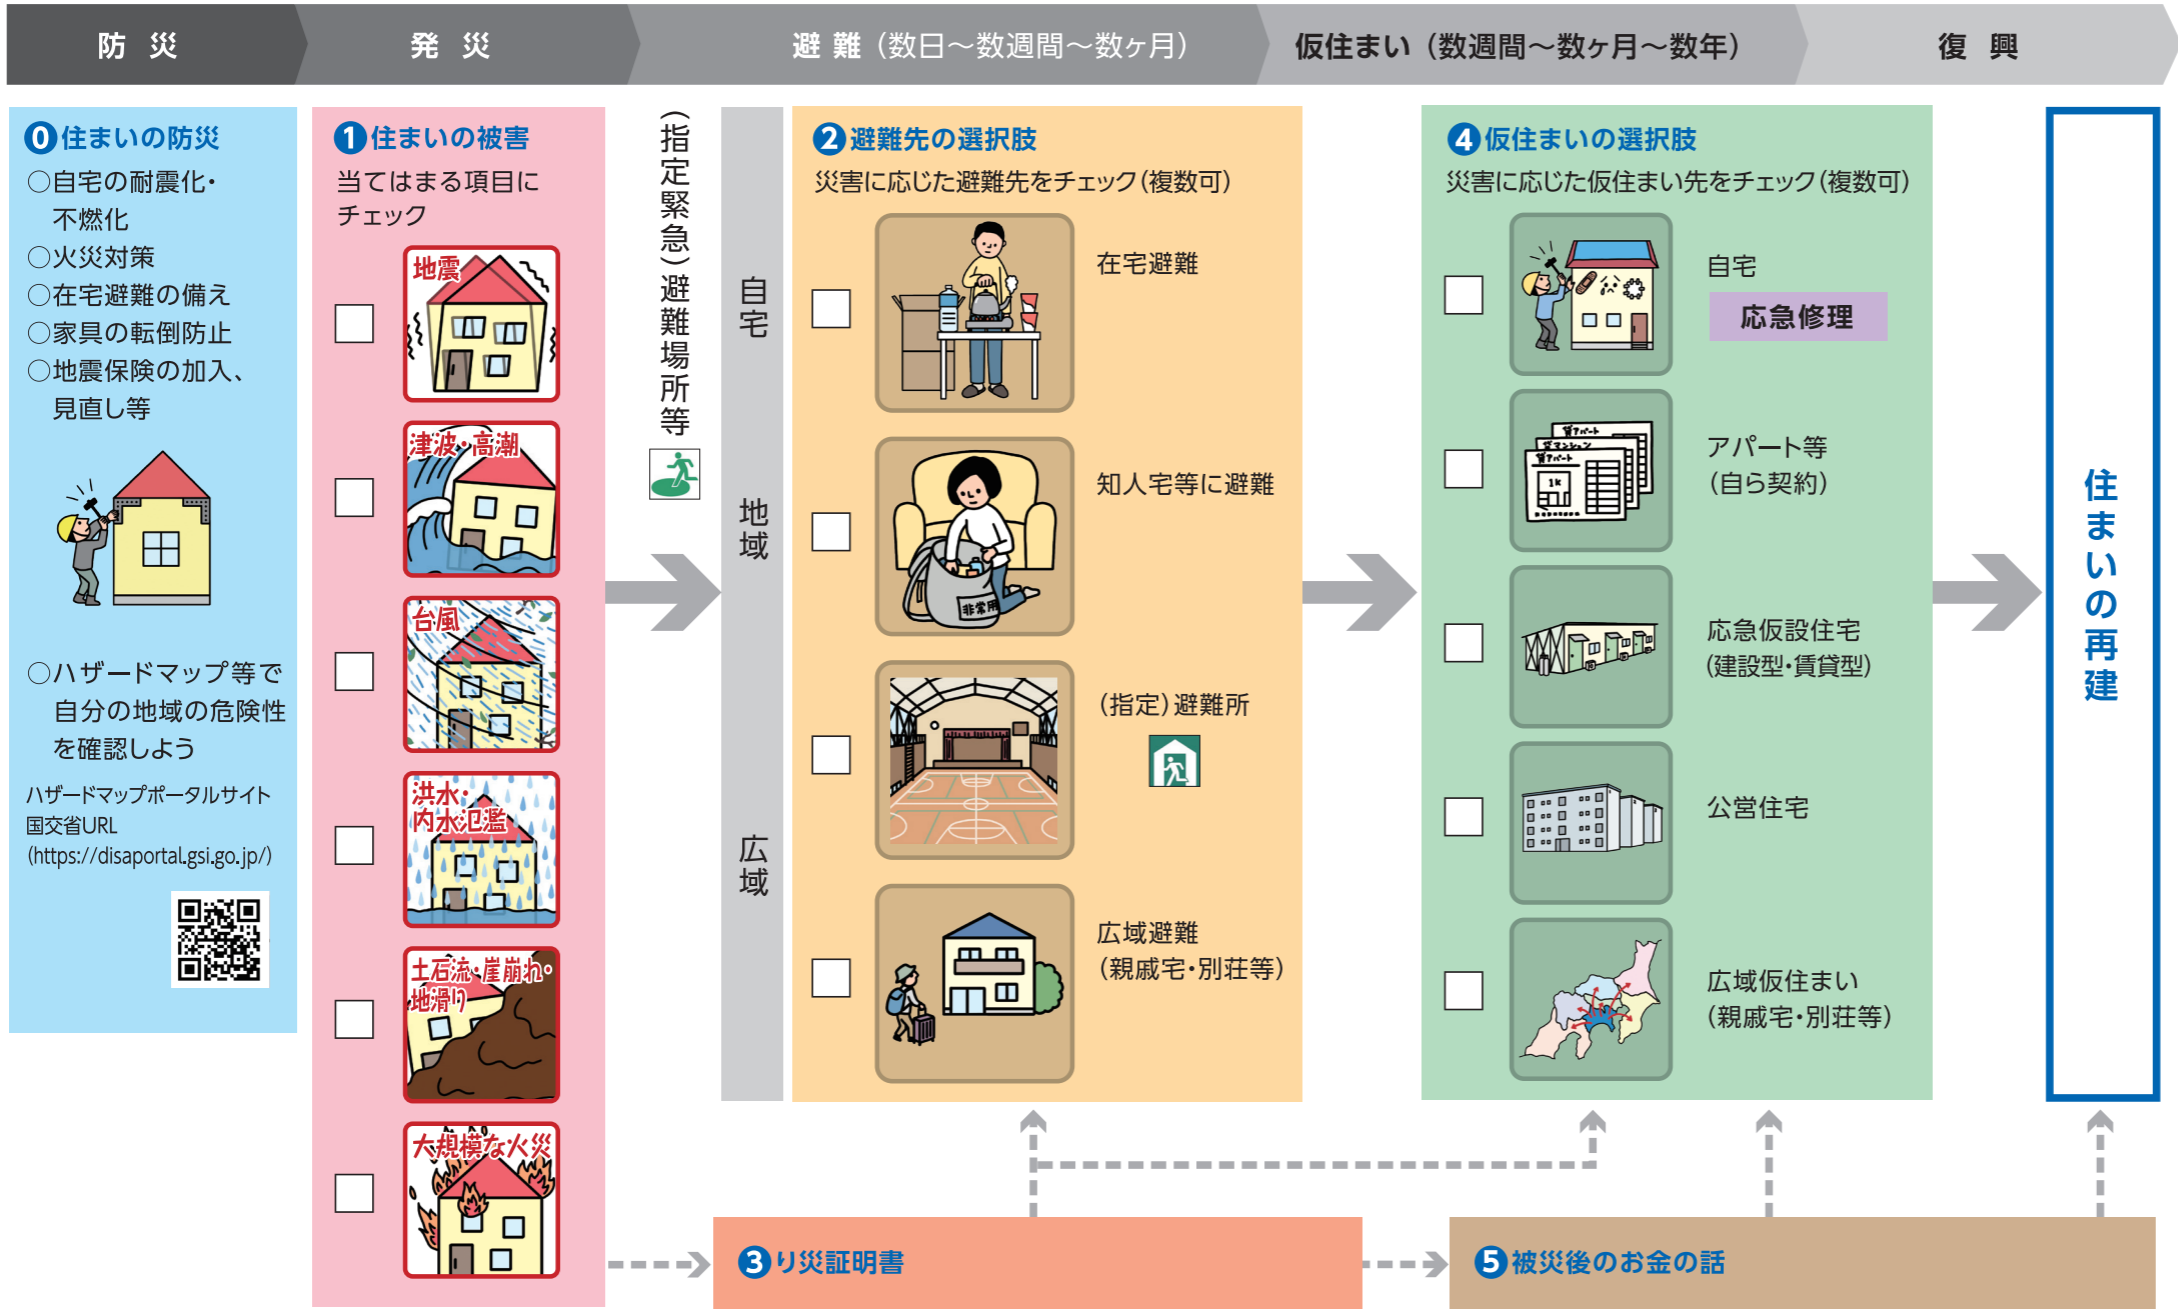 防 災
発 災
避 難（数日～数週間～数ヶ月）
仮住まい（数週間～数ヶ月～数年）
復 興
0住まいの防災
○自宅の耐震化・
不燃化
○火災対策
○在宅避難の備え
○家具の転倒防止
○地震保険の加入、
見直し等
○ハザードマップ等で
自分の地域の危険性
を確認しよう
ハザードマップポータルサイト
国交省URL
(https://disaportal.gsi.go.jp/)
1住まいの被害
当てはまる項目に
チェック
地震
津波・高潮
台風
洪水・
内水氾濫
土石流・崖崩れ・
地滑り
大規模な火災
（指定緊急）避難場所等
自宅
地域
広域
2避難先の選択肢
災害に応じた避難先をチェック（複数可）
在宅避難
知人宅等に避難
非常用
（指定）避難所
広域避難
（親戚宅・別荘等）
4仮住まいの選択肢
災害に応じた仮住まい先をチェック（複数可）
自宅
応急修理
貸アパート
貸マンション
貸アパート
1K
アパート等
（自ら契約）
応急仮設住宅
（建設型・賃貸型）
公営住宅
広域仮住まい
（親戚宅・別荘等）
住まいの再建
3り災証明書
5被災後のお金の話